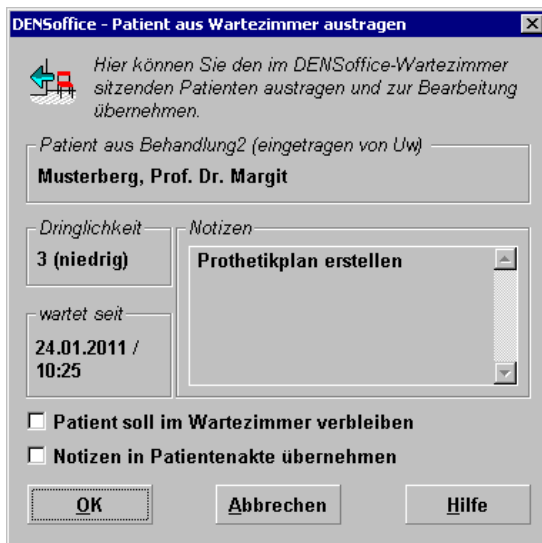 DENSoffice - Patient aus Wartezimmer austragen
Hier können Sie den im DENSoffice-Wartezimmer
sitzenden Patienten austragen und zur Bearbeitung
übernehmen.
Patient aus Behandlung2 (eingetragen von Uw)
Musterberg, Prof. Dr. Margit
Dringlichkeit
3 (niedrig)
Notizen
Prothetikplan erstellen
wartet seit
24.01.2011 /
10:25
Patient soll im Wartezimmer verbleiben
Notizen in Patientenakte übernehmen
OK
Abbrechen
Hilfe